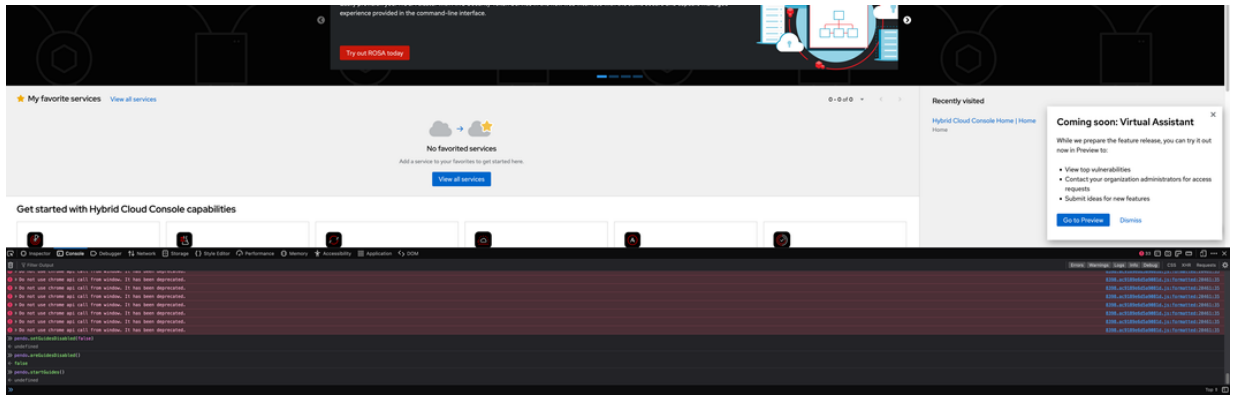 experience provided in the command-line interface.
Try out ROSA today
My favorite services View all services
0 - 0 of 0
No favorited services
Add a service to your favorites to get started here.
View all services
Recently visited
Hybrid Cloud Console Home | Home
Home
Coming soon: Virtual Assistant
While we prepare the feature release, you can try it out
now in Preview to:
• View top vulnerabilities
• Contact your organization administrators for access
requests
• Submit ideas for new features
Go to Preview Dismiss
Get started with Hybrid Cloud Console capabilities
Inspector Console Debugger Network Storage Style Editor Performance Memory Accessibility Application DOM
Filter Output
Errors Warnings Logs Info Debug CSS XHR Requests
Do not use chrome api call from window. It has been deprecated.
Do not use chrome api call from window. It has been deprecated.
Do not use chrome api call from window. It has been deprecated.
Do not use chrome api call from window. It has been deprecated.
Do not use chrome api call from window. It has been deprecated.
Do not use chrome api call from window. It has been deprecated.
Do not use chrome api call from window. It has been deprecated.
pendo.setGuidesDisabled(false)
undefined
pendo.areGuidesDisabled()
false
pendo.startGuides()
undefined
Top